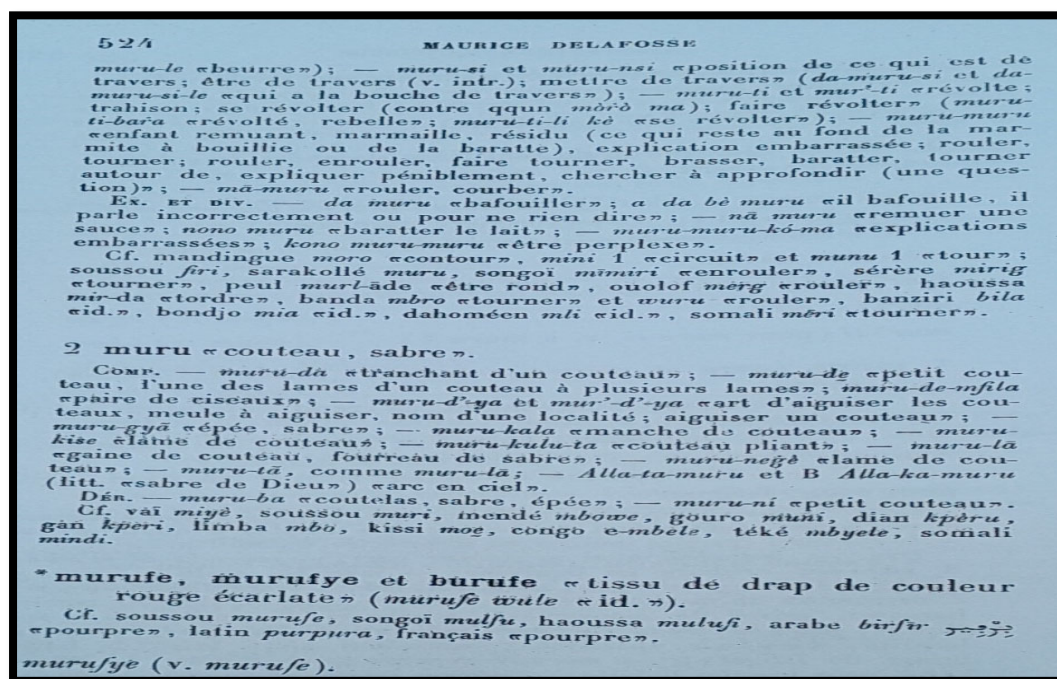 524 MAURICE DELAFOSSE
muru-le «beurre»); — muru-si et muru-nsi «position de ce qui est de
travers; être de travers (v. intr.); mettre de travers» (da-muru-si et da-
muru-si-le «qui a la bouche de travers»); — muru-ti et mur'-ti «révolte;
trahison; se révolter (contre qqun mòrò ma); faire révolter» (muru-
ti-bara «révolté, rebelle»; muru-ti-li kè «se révolter»); — muru-muru
«enfant remuant, marmaille, résidu (ce qui reste au fond de la mar-
mite à bouillie ou de la baratte), explication embarrassée; rouler,
tourner; rouler, enrouler, faire tourner, brasser, baratter, tourner
autour de, expliquer péniblement, chercher à approfondir (une ques-
tion)»; — mā-muru «rouler, courber».
Ex. ET DIV. — da muru «bafouiller»; a da bè muru «il bafouille, il
parle incorrectement ou pour ne rien dire»; — nā muru «remuer une
sauce»; nono muru «baratter le lait»; — muru-muru-kó-ma «explications
embarrassées»; kono muru-muru «être perplexe».
Cf. mandingue moro «contour», mini 1 «circuit» et munu 1 «tour»;
soussou firi, sarakollé muru, songoï mīmiri «enrouler», sérère mirig
«tourner», peul murl-āde «être rond», ouolof mërg «rouler», haoussa
mir-da «tordre», banda mbro «tourner» et wuru «rouler», banziri bila
«id.», bondjo mia «id.», dahoméen mli «id.», somali mēri «tourner».
2 muru «couteau, sabre».
COMP. — muru-dà «tranchant d'un couteau»; — muru-de «petit cou-
teau, l'une des lames d'un couteau à plusieurs lames»; muru-de-mfila
«paire de ciseaux»; — muru-d'-ya et mur'-d'-ya «art d'aiguiser les cou-
teaux, meule à aiguiser, nom d'une localité; aiguiser un couteau»; —
muru-gyā «épée, sabre»; — muru-kala «manche de couteau»; — muru-
kise «lame de couteau»; — muru-kulu-ta «couteau pliant»; — muru-lā
«gaine de couteau, fourreau de sabre»; — muru-negè «lame de cou-
teau»; — muru-tā, comme muru-lā; — Alla-ta-muru et B Alla-ka-muru
(litt. «sabre de Dieu») «arc en ciel».
DÉR. — muru-ba «coutelas, sabre, épée»; — muru-ni «petit couteau».
Cf. vaï miyè, soussou muri, mendé mbowe, gouro muni, dian kpèru,
gan kpèri, limba mbo, kissi moe, congo e-mbele, téké mbyele, somali
mindi.
*murufe, murufye et burufe «tissu de drap de couleur
rouge écarlate» (murufe wule «id.»).
Cf. soussou murufe, songoï mulfu, haoussa mulufi, arabe birfir
«pourpre», latin purpura, français «pourpre».
murufye (v. murufe).